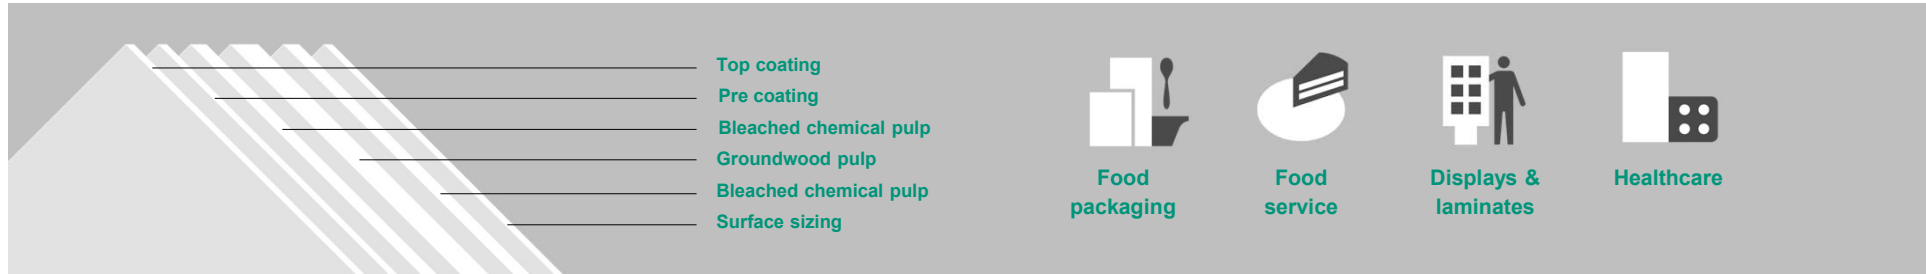 Top coating
Pre coating
Bleached chemical pulp
Groundwood pulp
Bleached chemical pulp
Surface sizing
Food
packaging
Food
service
Displays &
laminates
Healthcare